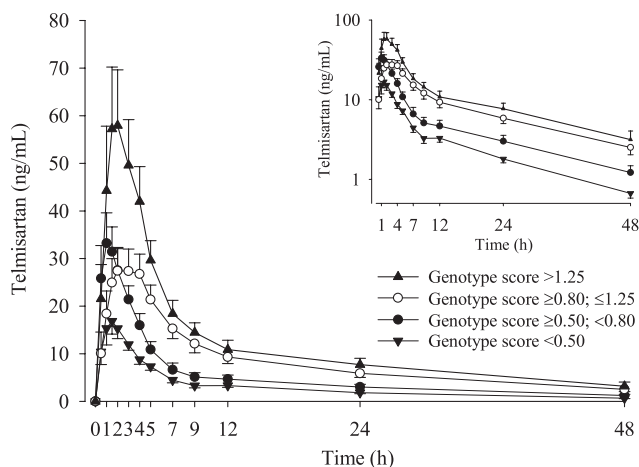 80
70
60
50
40
30
20
10
0
Telmisartan (ng/mL)
0 1 2 3 4 5 7 9 12 24 48
Time (h)
100
10
1
Telmisartan (ng/mL)
1 4 7 12 24 48
Time (h)
Genotype score >1.25
Genotype score ≥0.80; ≤1.25
Genotype score ≥0.50; <0.80
Genotype score <0.50